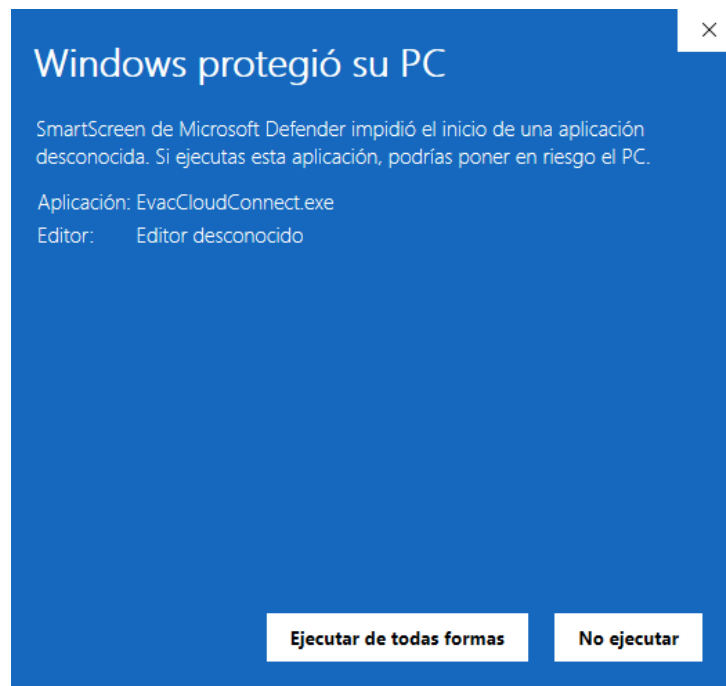 Windows protegió su PC
SmartScreen de Microsoft Defender impidió el inicio de una aplicación
desconocida. Si ejecutas esta aplicación, podrías poner en riesgo el PC.
Aplicación: EvacCloudConnect.exe
Editor: Editor desconocido
Ejecutar de todas formas No ejecutar